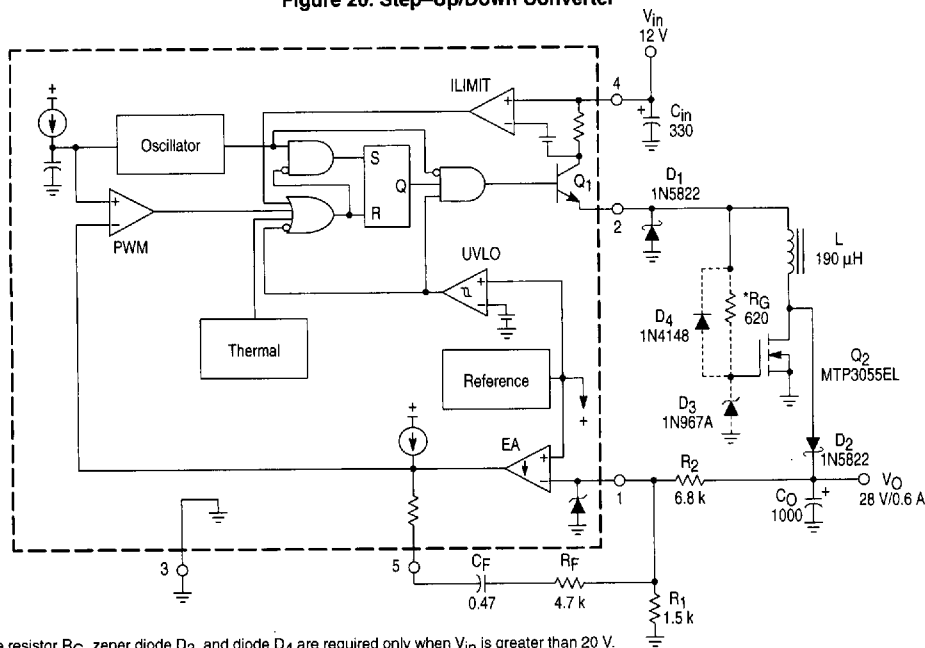 Figure 20. Step–Up/Down Converter
Vin
12 V
4
+
Cin
330
ILIMIT
+
−
+
Oscillator
S
Q
R
Q1
D1
1N5822
2
L
190 µH
+
−
PWM
UVLO
+
−
*RG
620
D4
1N4148
Q2
MTP3055EL
Thermal
Reference
+
D3
1N967A
+
EA
+
−
D2
1N5822
1
R2
6.8 k
VO
28 V/0.6 A
CO
1000
+
3
5
CF
0.47
RF
4.7 k
R1
1.5 k
resistor RG, zener diode D3, and diode D4 are required only when Vin is greater than 20 V.